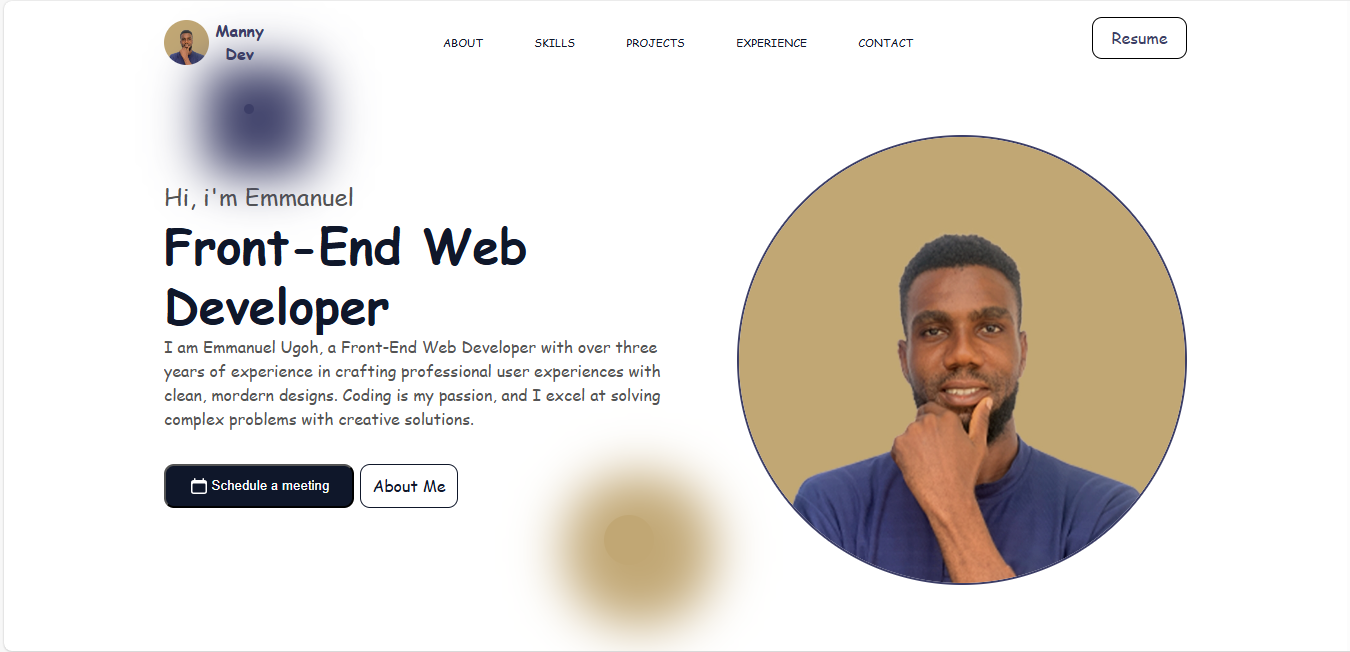 Manny
Dev
ABOUT SKILLS PROJECTS EXPERIENCE CONTACT
Resume
Hi, i'm Emmanuel
Front-End Web
Developer
I am Emmanuel Ugoh, a Front-End Web Developer with over three
years of experience in crafting professional user experiences with
clean, mordern designs. Coding is my passion, and I excel at solving
complex problems with creative solutions.
Schedule a meeting About Me